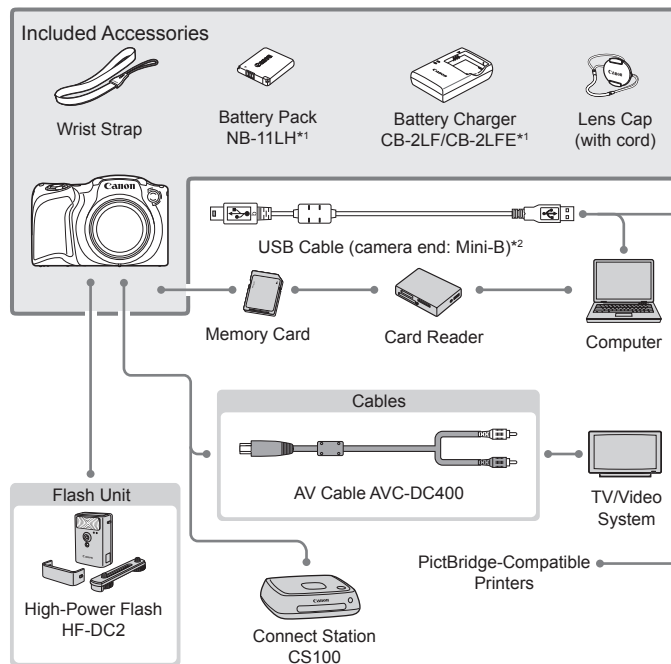 Included Accessories
Wrist Strap
Battery Pack
NB-11LH*1
Battery Charger
CB-2LF/CB-2LFE*1
Lens Cap
(with cord)
Canon
USB Cable (camera end: Mini-B)*2
Memory Card
Card Reader
Computer
Cables
AV Cable AVC-DC400
TV/Video
System
Flash Unit
High-Power Flash
HF-DC2
PictBridge-Compatible
Printers
Canon
Connect Station
CS100